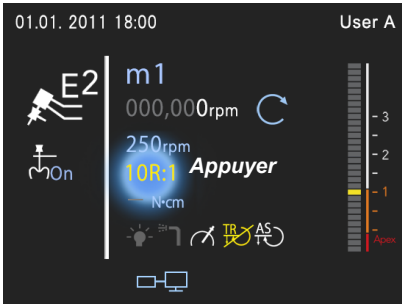 01.01. 2011 18:00 User A
E2
m1
000,000rpm
On
250rpm
10R:1 Appuyer
N·cm
TR AS
3
2
1
Apex